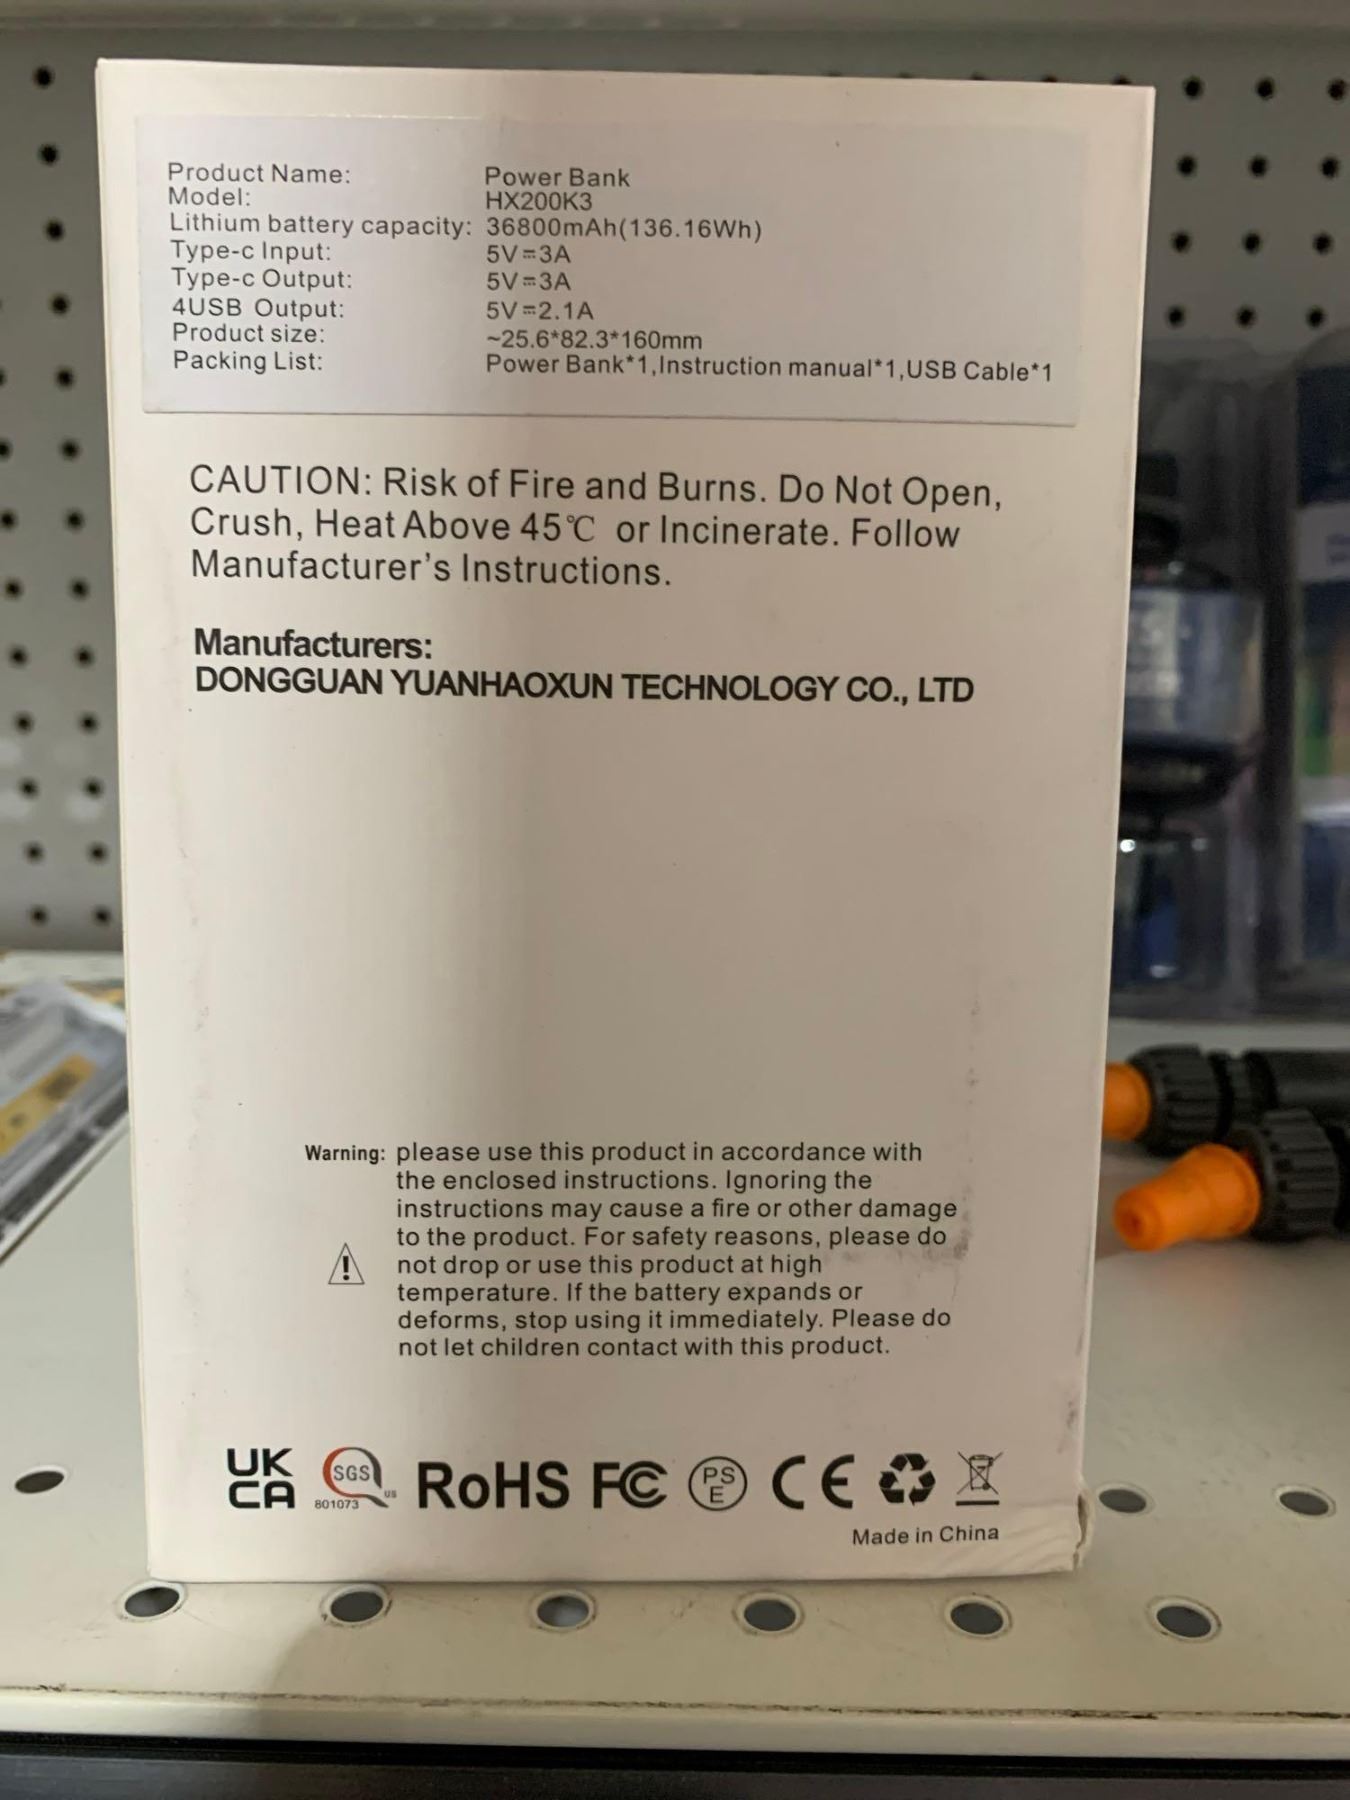 Product Name: Power Bank
Model: HX200K3
Lithium battery capacity: 36800mAh(136.16Wh)
Type-c Input: 5V⎓3A
Type-c Output: 5V⎓3A
4USB Output: 5V⎓2.1A
Product size: ~25.6*82.3*160mm
Packing List: Power Bank*1,Instruction manual*1,USB Cable*1
CAUTION: Risk of Fire and Burns. Do Not Open,
Crush, Heat Above 45℃ or Incinerate. Follow
Manufacturer's Instructions.
Manufacturers:
DONGGUAN YUANHAOXUN TECHNOLOGY CO., LTD
Warning: please use this product in accordance with
the enclosed instructions. Ignoring the
instructions may cause a fire or other damage
to the product. For safety reasons, please do
not drop or use this product at high
temperature. If the battery expands or
deforms, stop using it immediately. Please do
not let children contact with this product.
UK
CA
SGS
801073
US
RoHS
FC
PS
E
CE
Made in China